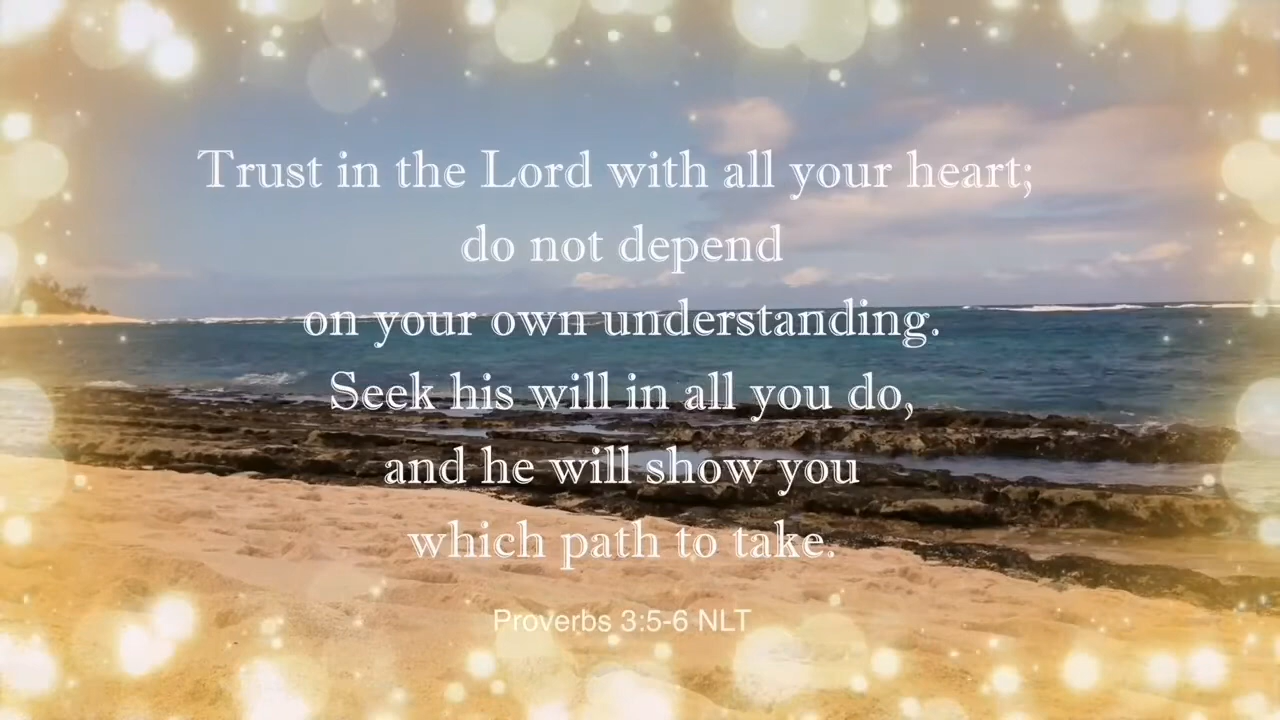 Trust in the Lord with all your heart;
do not depend
on your own understanding.
Seek his will in all you do,
and he will show you
which path to take.
Proverbs 3:5-6 NLT